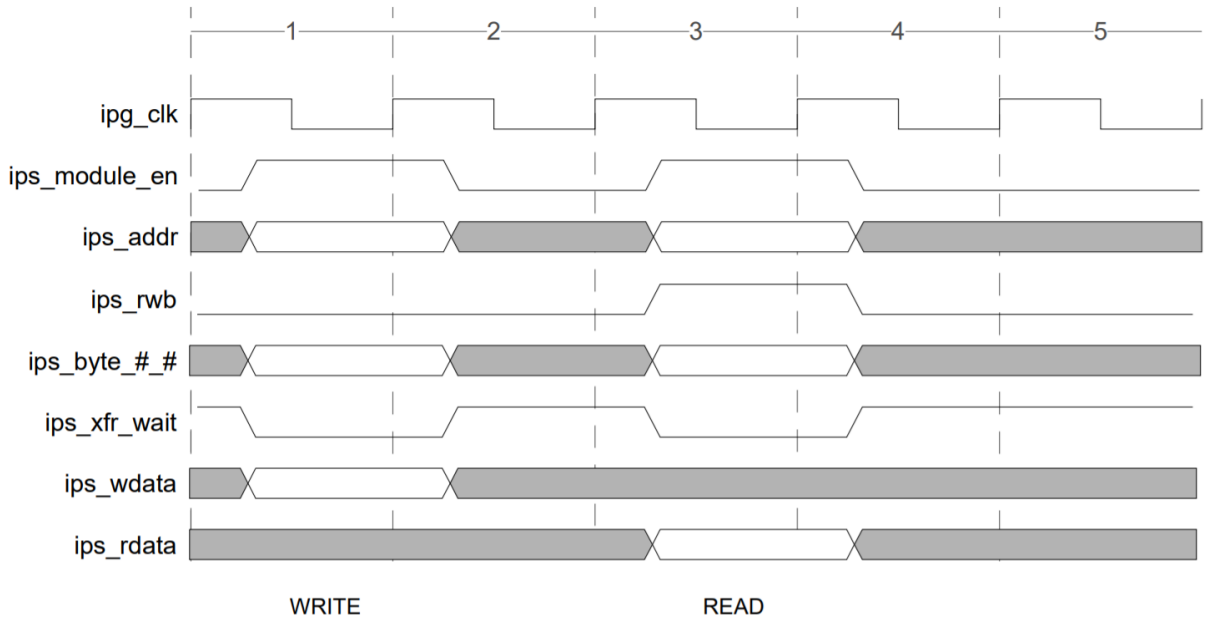 1 2 3 4 5
ipg_clk
ips_module_en
ips_addr
ips_rwb
ips_byte_#_#
ips_xfr_wait
ips_wdata
ips_rdata
WRITE READ